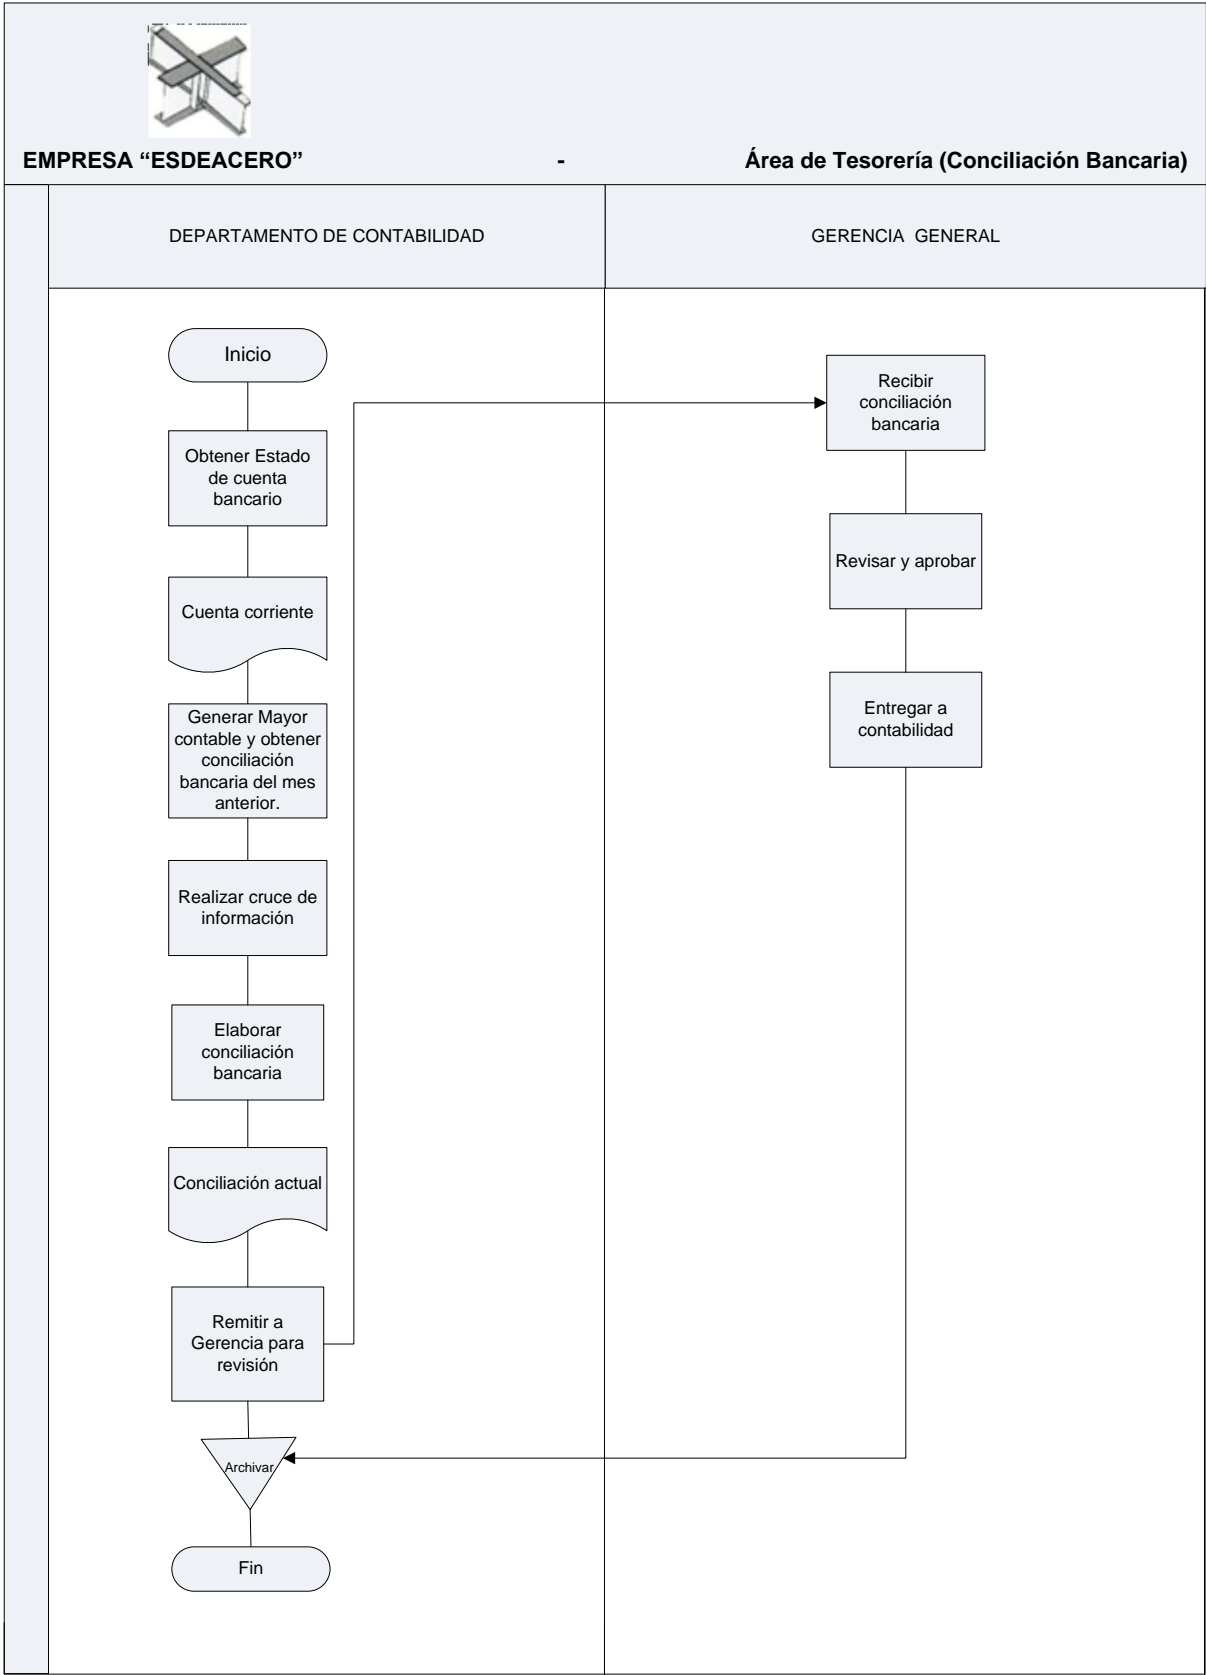 EMPRESA “ESDEACERO” - Área de Tesorería (Conciliación Bancaria)
DEPARTAMENTO DE CONTABILIDAD
GERENCIA GENERAL
Inicio
Obtener Estado
de cuenta
bancario
Cuenta corriente
Generar Mayor
contable y obtener
conciliación
bancaria del mes
anterior.
Realizar cruce de
información
Elaborar
conciliación
bancaria
Conciliación actual
Remitir a
Gerencia para
revisión
Archivar
Fin
Recibir
conciliación
bancaria
Revisar y aprobar
Entregar a
contabilidad